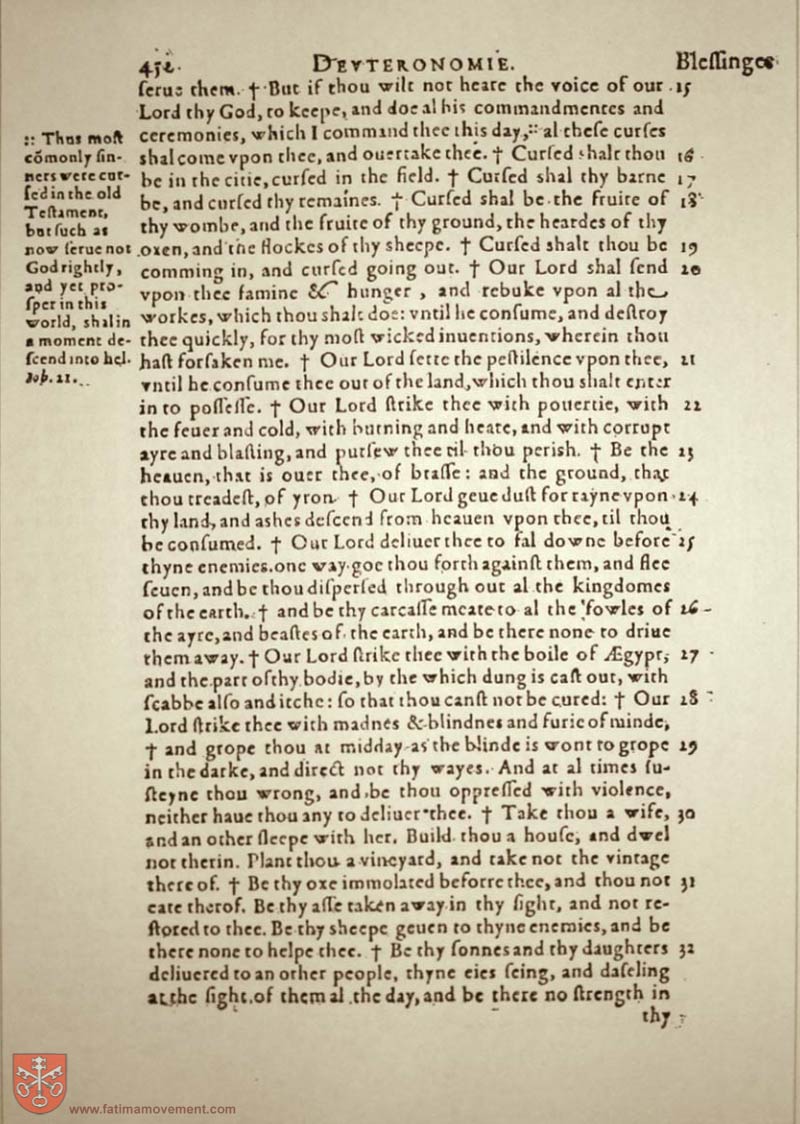 452.
DEVTERONOMIE.
Blessinges
serue them. † But if thou wilt not heare the voice of our 15
Lord thy God, to keepe, and doe al his commandmentes and
ceremonies, which I command thee this day, :: al these curses
shal come vpon thee, and ouertake thee. † Cursed shalt thou 16
be in the citie, cursed in the field. † Cursed shal thy barne 17
be, and cursed thy remaines. † Cursed shal be the fruite of 18
thy wombe, and the fruite of thy ground, the heardes of thy
oxen, and the flockes of thy sheepe. † Cursed shalt thou be 19
comming in, and cursed going out. † Our Lord shal send 20
vpon thee famine & hunger, and rebuke vpon al the
workes, which thou shalt doe: vntil he consume, and destroy
thee quickly, for thy most wicked inuentions, wherein thou
hast forsaken me. † Our Lord sette the pestilence vpon thee, 21
vntil he consume thee out of the land, which thou shalt enter
in to possesse. † Our Lord strike thee with pouertie, with 22
the feuer and cold, with burning and heate, and with corrupt
ayre and blasting, and pursew thee til thou perish. † Be the 23
heauen, that is ouer thee, of brasse: and the ground, that
thou treadest, of yron. † Our Lord geue dust for rayne vpon 24
thy land, and ashes descend from heauen vpon thee, til thou
be consumed. † Our Lord deliuer thee to fal downe before 25
thyne enemies. one way goe thou forth against them, and flee
seuen, and be thou dispersed through out al the kingdomes
of the earth. † and be thy carcasse meate to al the fowles of 26
the ayre, and beastes of the earth, and be there none to driue
them away. † Our Lord strike thee with the boile of Ægypt, 27
and the part of thy bodie, by the which dung is cast out, with
scabbe also and itche: so that thou canst not be cured: † Our 28
Lord strike thee with madnes & blindnes and furie of minde,
† and grope thou at midday as the blinde is wont to grope 29
in the darke, and direct not thy wayes. And at al times su-
steyne thou wrong, and be thou oppressed with violence,
neither haue thou any to deliuer thee. † Take thou a wife, 30
and an other sleepe with her. Build thou a house, and dwel
not therin. Plant thou a vineyard, and take not the vintage
there of. † Be thy oxe immolated beforre thee, and thou not 31
eate therof. Be thy asse taken away in thy sight, and not re-
stored to thee. Be thy sheepe geuen to thyne enemies, and be
there none to helpe thee. † Be thy sonnes and thy daughters 32
deliuered to an other people, thyne eies seing, and daseling
at the sight of them al the day, and be there no strength in
thy
:: Thus most
cōmonly sin-
ners were cur-
sed in the old
Testament,
but such as
now serue not
God rightly,
and yet pro-
sper in this
world, shal in
a moment de-
scend into hel.
Iob. 21.
www.fatimamovement.com